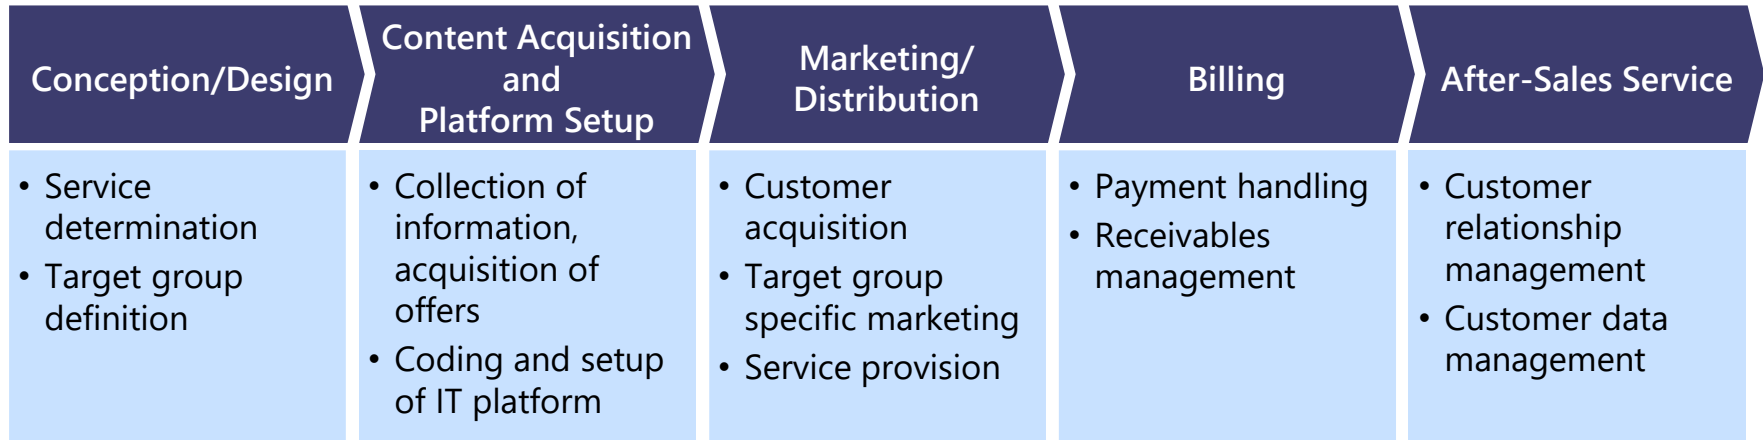 Conception/Design
Content Acquisition
and
Platform Setup
Marketing/
Distribution
Billing
After-Sales Service
• Service
determination
• Target group
definition
• Collection of
information,
acquisition of
offers
• Coding and setup
of IT platform
• Customer
acquisition
• Target group
specific marketing
• Service provision
• Payment handling
• Receivables
management
• Customer
relationship
management
• Customer data
management